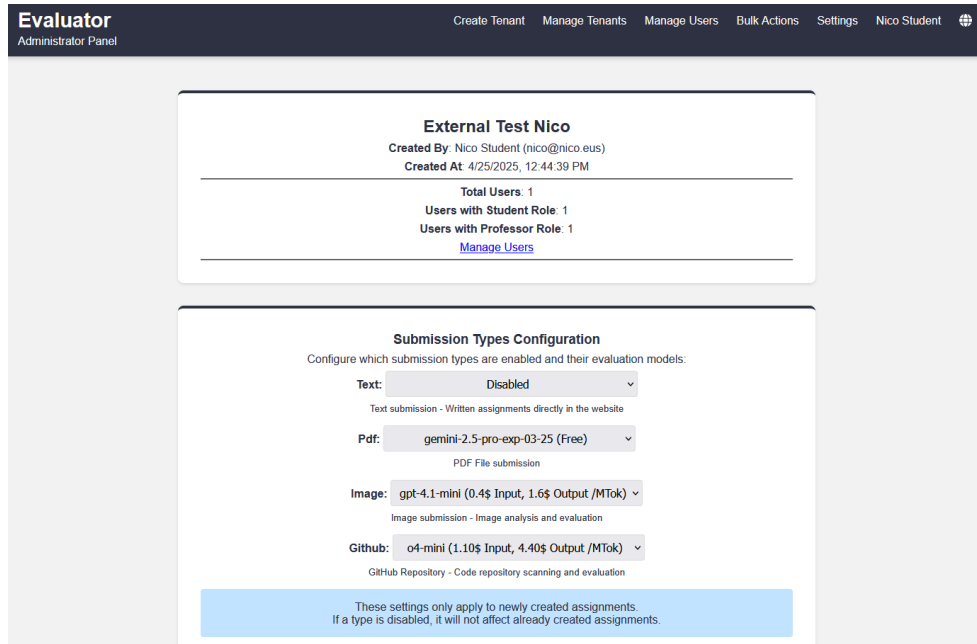 Evaluator
Administrator Panel
Create Tenant Manage Tenants Manage Users Bulk Actions Settings Nico Student
External Test Nico
Created By: Nico Student (nico@nico.eus)
Created At: 4/25/2025, 12:44:39 PM
Total Users: 1
Users with Student Role: 1
Users with Professor Role: 1
Manage Users
Submission Types Configuration
Configure which submission types are enabled and their evaluation models:
Text: Disabled
Text submission - Written assignments directly in the website
Pdf: gemini-2.5-pro-exp-03-25 (Free)
PDF File submission
Image: gpt-4.1-mini (0.4$ Input, 1.6$ Output /MTok)
Image submission - Image analysis and evaluation
Github: o4-mini (1.10$ Input, 4.40$ Output /MTok)
GitHub Repository - Code repository scanning and evaluation
These settings only apply to newly created assignments.
If a type is disabled, it will not affect already created assignments.